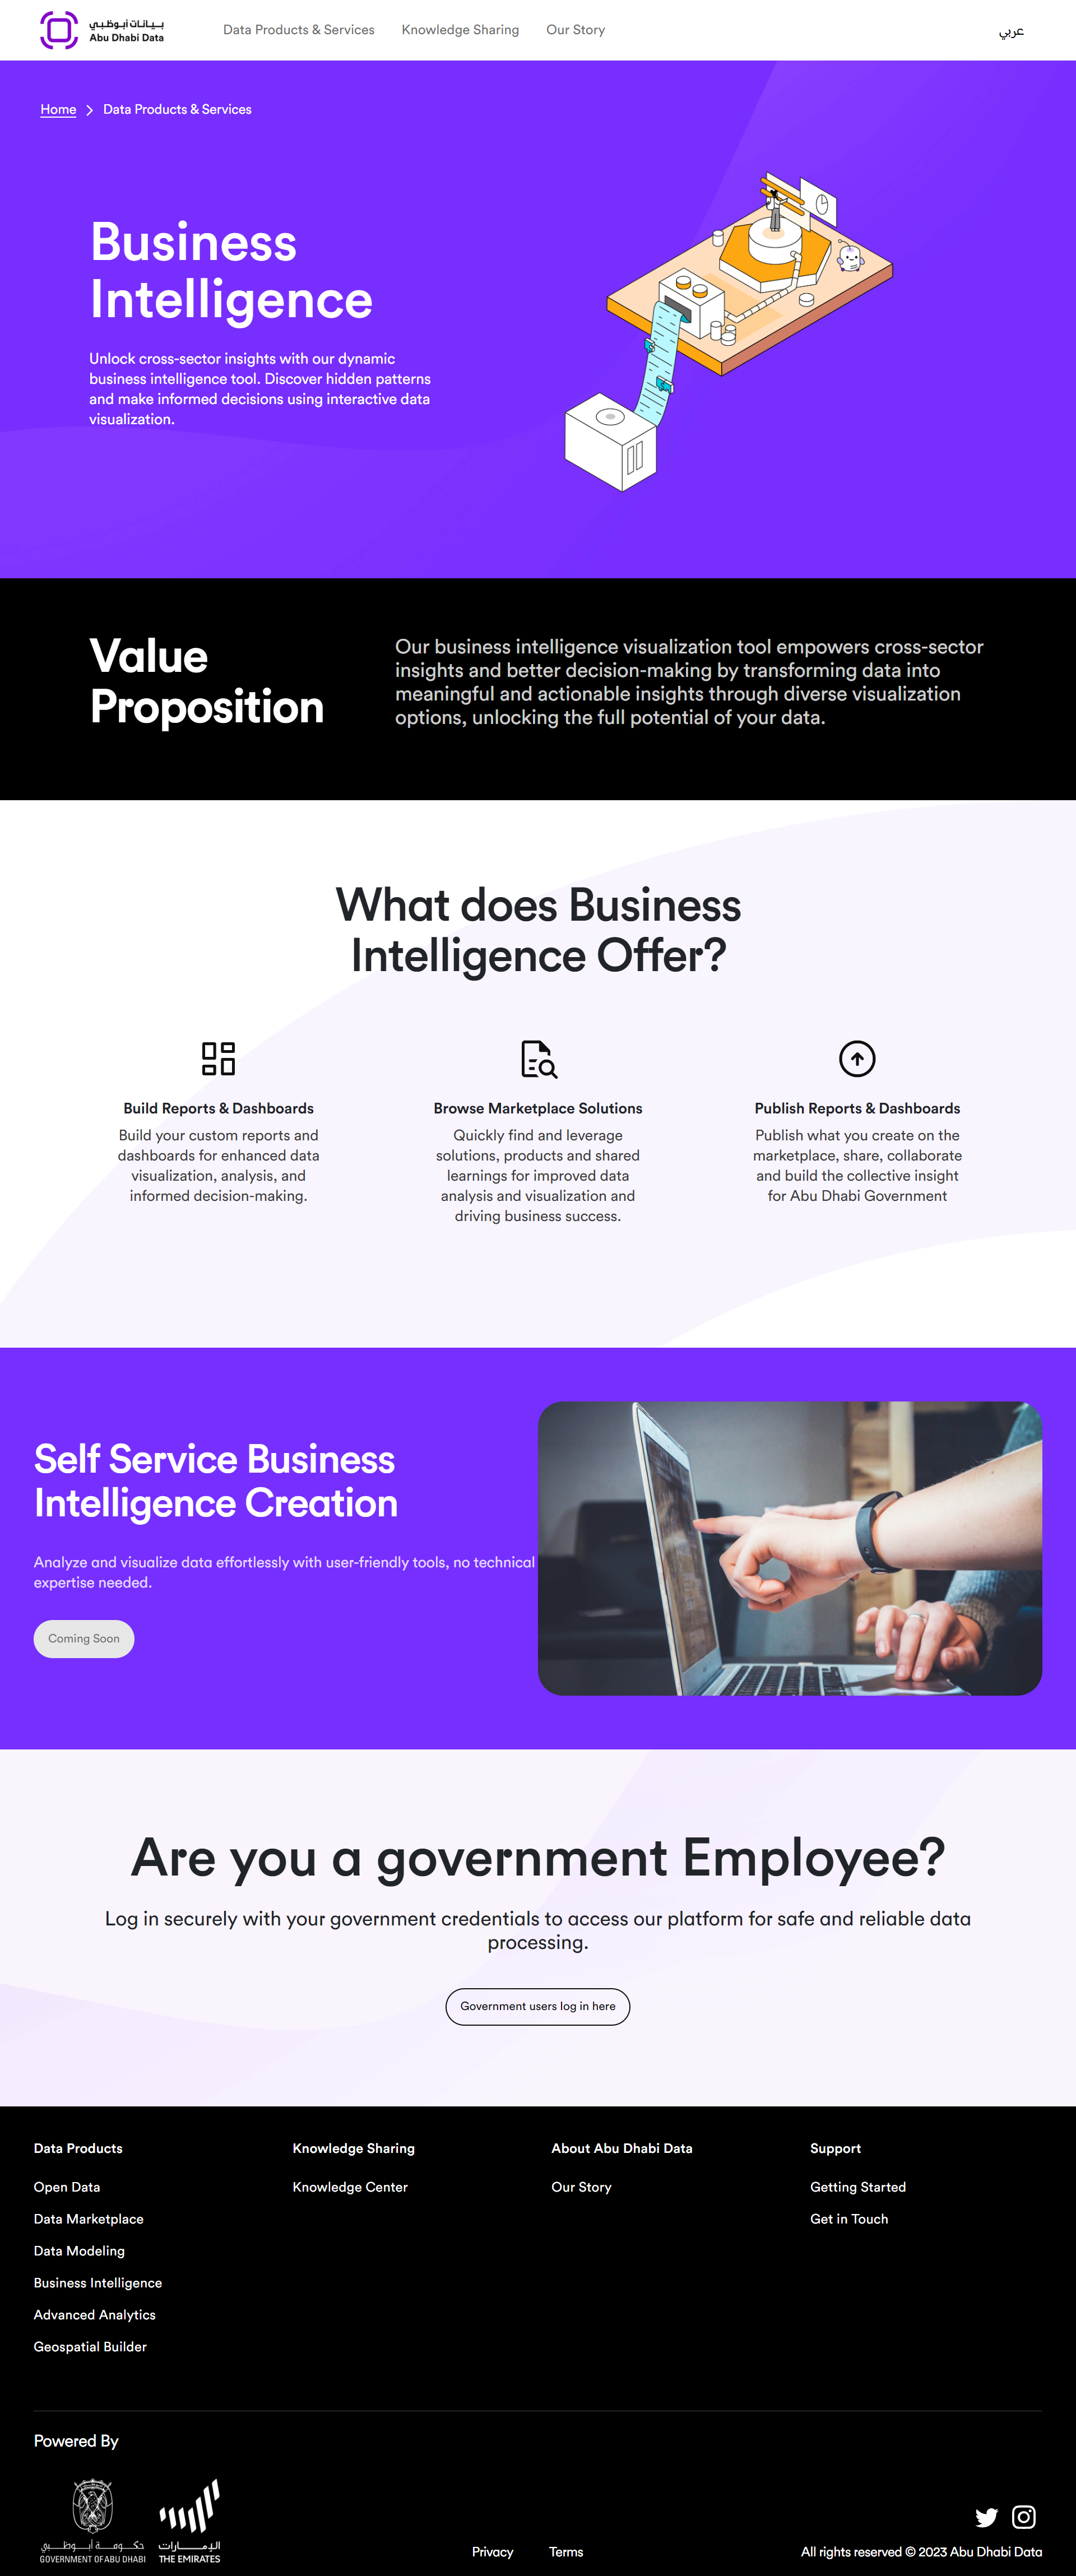 بيانات أبوظبي
Abu Dhabi Data
Data Products & Services
Knowledge Sharing
Our Story
عربي
Home
Data Products & Services
Business
Intelligence
Unlock cross-sector insights with our dynamic
business intelligence tool. Discover hidden patterns
and make informed decisions using interactive data
visualization.
Value
Proposition
Our business intelligence visualization tool empowers cross-sector
insights and better decision-making by transforming data into
meaningful and actionable insights through diverse visualization
options, unlocking the full potential of your data.
What does Business
Intelligence Offer?
Build Reports & Dashboards
Build your custom reports and
dashboards for enhanced data
visualization, analysis, and
informed decision-making.
Browse Marketplace Solutions
Quickly find and leverage
solutions, products and shared
learnings for improved data
analysis and visualization and
driving business success.
Publish Reports & Dashboards
Publish what you create on the
marketplace, share, collaborate
and build the collective insight
for Abu Dhabi Government
Self Service Business
Intelligence Creation
Analyze and visualize data effortlessly with user-friendly tools, no technical
expertise needed.
Coming Soon
Are you a government Employee?
Log in securely with your government credentials to access our platform for safe and reliable data
processing.
Government users log in here
Data Products
Open Data
Data Marketplace
Data Modeling
Business Intelligence
Advanced Analytics
Geospatial Builder
Knowledge Sharing
Knowledge Center
About Abu Dhabi Data
Our Story
Support
Getting Started
Get in Touch
Powered By
حكومة أبوظبي
GOVERNMENT OF ABU DHABI
الإمارات
THE EMIRATES
Privacy
Terms
All rights reserved © 2023 Abu Dhabi Data